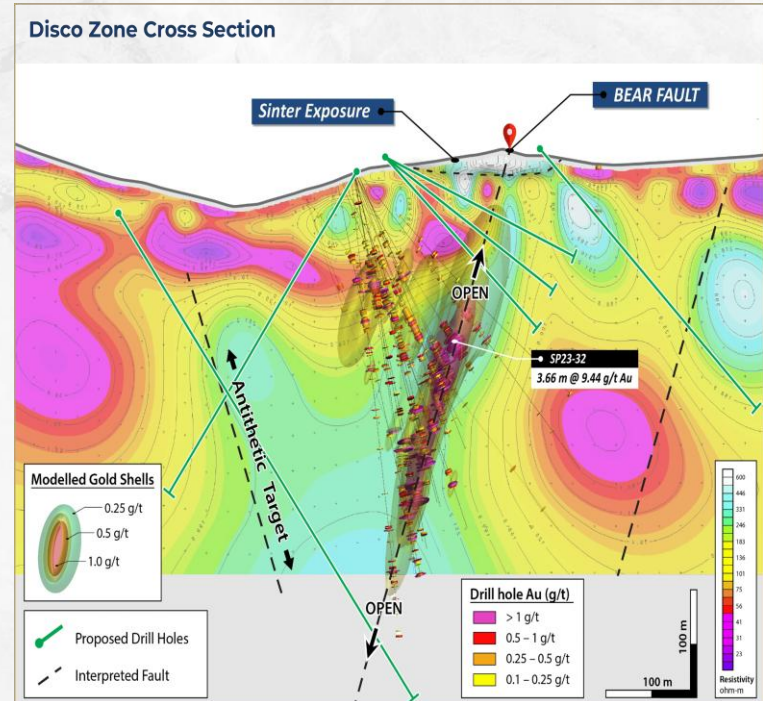 Disco Zone Cross Section
Sinter Exposure
BEAR FAULT
OPEN
SP23-32
3.66 m @ 9.44 g/t Au
Antithetic Target
OPEN
Modelled Gold Shells
0.25 g/t
0.5 g/t
1.0 g/t
Proposed Drill Holes
Interpreted Fault
Drill hole Au (g/t)
> 1 g/t
0.5 – 1 g/t
0.25 – 0.5 g/t
0.1 – 0.25 g/t
100 m
100 m
600
446
331
246
183
136
101
75
56
41
31
23
Resistivity
ohm-m